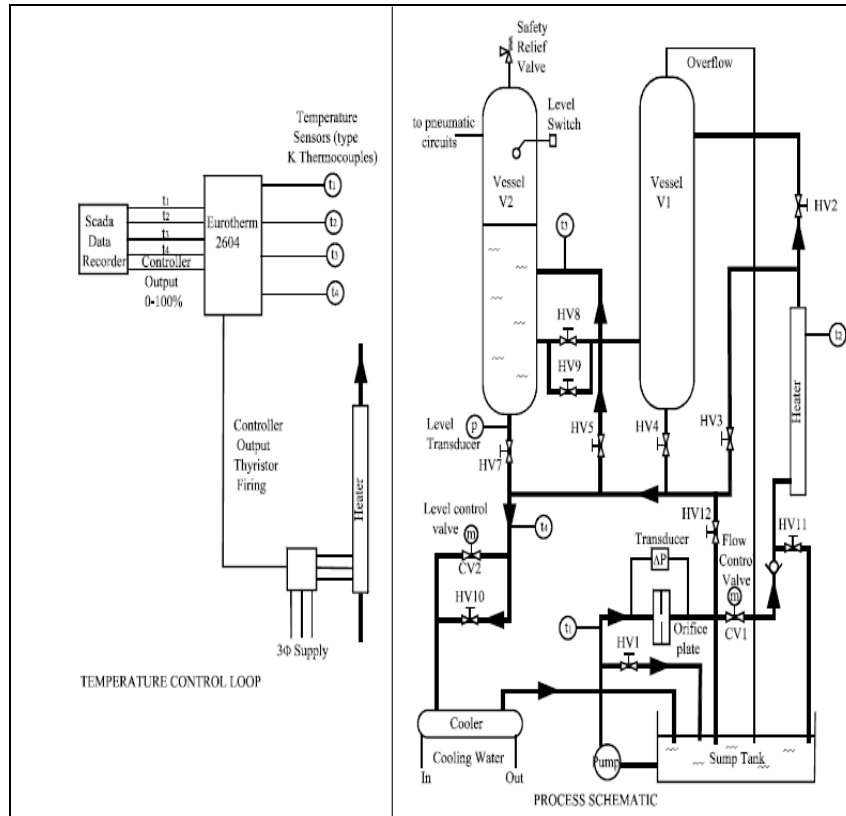 Temperature
Sensors (type
K Thermocouples)
t1
t2
t3
t4
Scada
Data
Recorder
t1
t2
t3
t4
Controller
Output
0-100%
Eurotherm
2604
Controller
Output
Thyristor
Firing
Heater
3Φ Supply
TEMPERATURE CONTROL LOOP
Safety
Relief
Valve
Overflow
to pneumatic
circuits
Level
Switch
Vessel
V2
Vessel
V1
HV2
t3
t2
HV8
HV9
Heater
Level
Transducer
p
HV7
HV5
HV4
HV3
Level control
valve
m
CV2
t4
HV10
HV12
Transducer
ΔP
Flow
Control
Valve
m
CV1
HV11
t1
Orifice
plate
HV1
Cooler
Cooling Water
In
Out
Pump
Sump Tank
PROCESS SCHEMATIC